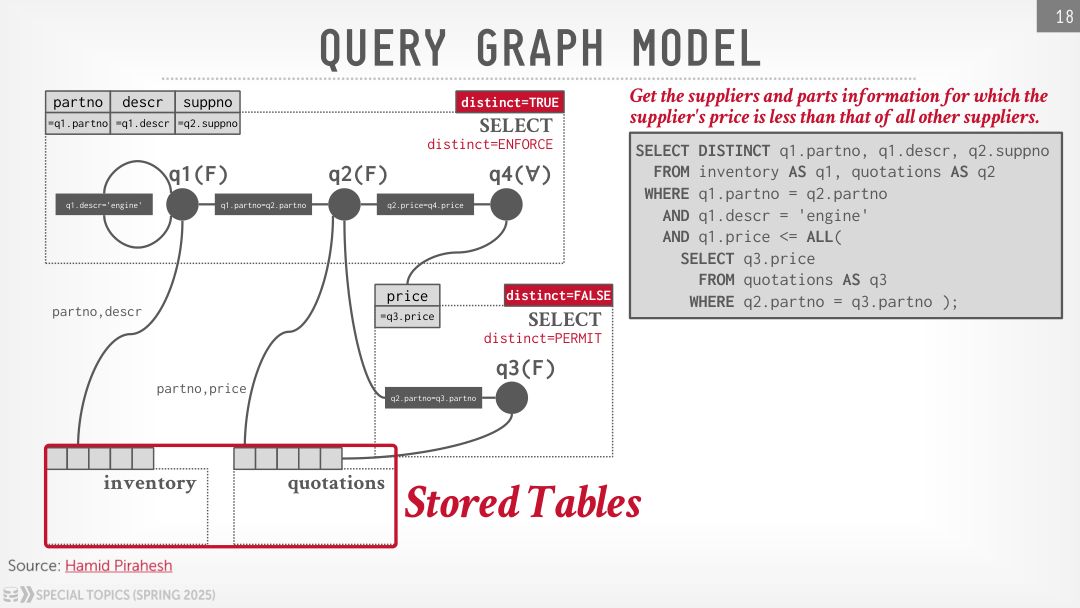 18
QUERY GRAPH MODEL
partno descr suppno
=q1.partno =q1.descr =q2.suppno
distinct=TRUE
SELECT
distinct=ENFORCE
q1(F) q2(F) q4(∀)
q1.descr='engine' q1.partno=q2.partno q2.price=q4.price
partno,descr
price
=q3.price
distinct=FALSE
SELECT
distinct=PERMIT
q3(F)
partno,price
q2.partno=q3.partno
inventory quotations
Stored Tables
Get the suppliers and parts information for which the
supplier's price is less than that of all other suppliers.
SELECT DISTINCT q1.partno, q1.descr, q2.suppno
FROM inventory AS q1, quotations AS q2
WHERE q1.partno = q2.partno
AND q1.descr = 'engine'
AND q1.price <= ALL(
SELECT q3.price
FROM quotations AS q3
WHERE q2.partno = q3.partno );
Source: Hamid Pirahesh
SPECIAL TOPICS (SPRING 2025)